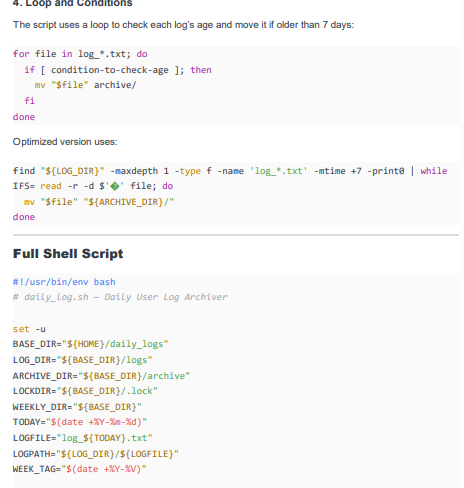 4. Loop and Conditions
The script uses a loop to check each log's age and move it if older than 7 days:
for file in log_*.txt; do
  if [ condition-to-check-age ]; then
    mv "$file" archive/
  fi
done
Optimized version uses:
find "${LOG_DIR}" -maxdepth 1 -type f -name 'log_*.txt' -mtime +7 -print0 | while
IFS= read -r -d $'�' file; do
  mv "$file" "${ARCHIVE_DIR}/"
done
Full Shell Script
#!/usr/bin/env bash
# daily_log.sh – Daily User Log Archiver
set -u
BASE_DIR="${HOME}/daily_logs"
LOG_DIR="${BASE_DIR}/logs"
ARCHIVE_DIR="${BASE_DIR}/archive"
LOCKDIR="${BASE_DIR}/.lock"
WEEKLY_DIR="${BASE_DIR}"
TODAY="$(date +%Y-%m-%d)"
LOGFILE="log_${TODAY}.txt"
LOGPATH="${LOG_DIR}/${LOGFILE}"
WEEK_TAG="$(date +%Y-%V)"